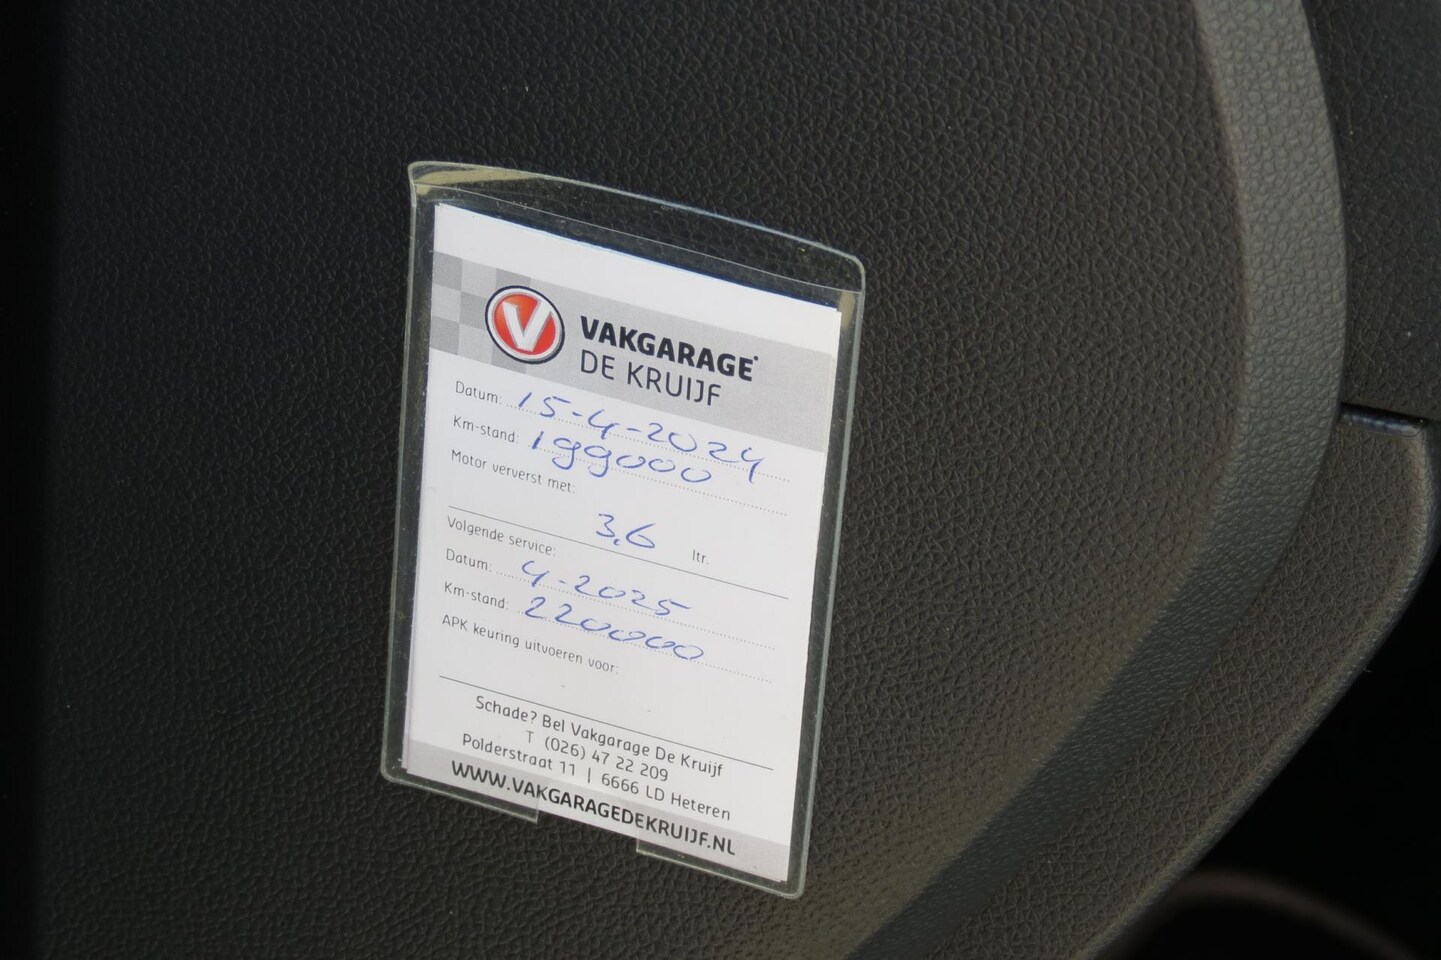 V
VAKGARAGE
DE KRUIJF
Datum: 15-4-2024
Km-stand: 199000
Motor ververst met:
3,6 ltr.
Volgende service:
Datum: 4-2025
Km-stand: 220000
APK keuring uitvoeren voor:
Schade? Bel Vakgarage De Kruijf
T (026) 47 22 209
Polderstraat 11 | 6666 LD Heteren
WWW.VAKGARAGEDEKRUIJF.NL